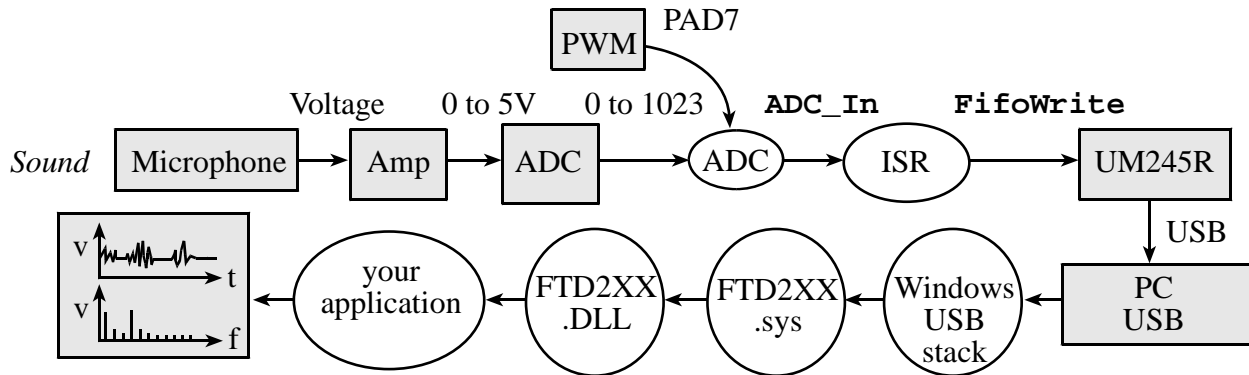 PAD7
PWM
Voltage
0 to 5V
0 to 1023
ADC_In
FifoWrite
Sound
Microphone
Amp
ADC
ADC
ISR
UM245R
USB
v
t
v
f
your
application
FTD2XX
.DLL
FTD2XX
.sys
Windows
USB
stack
PC
USB